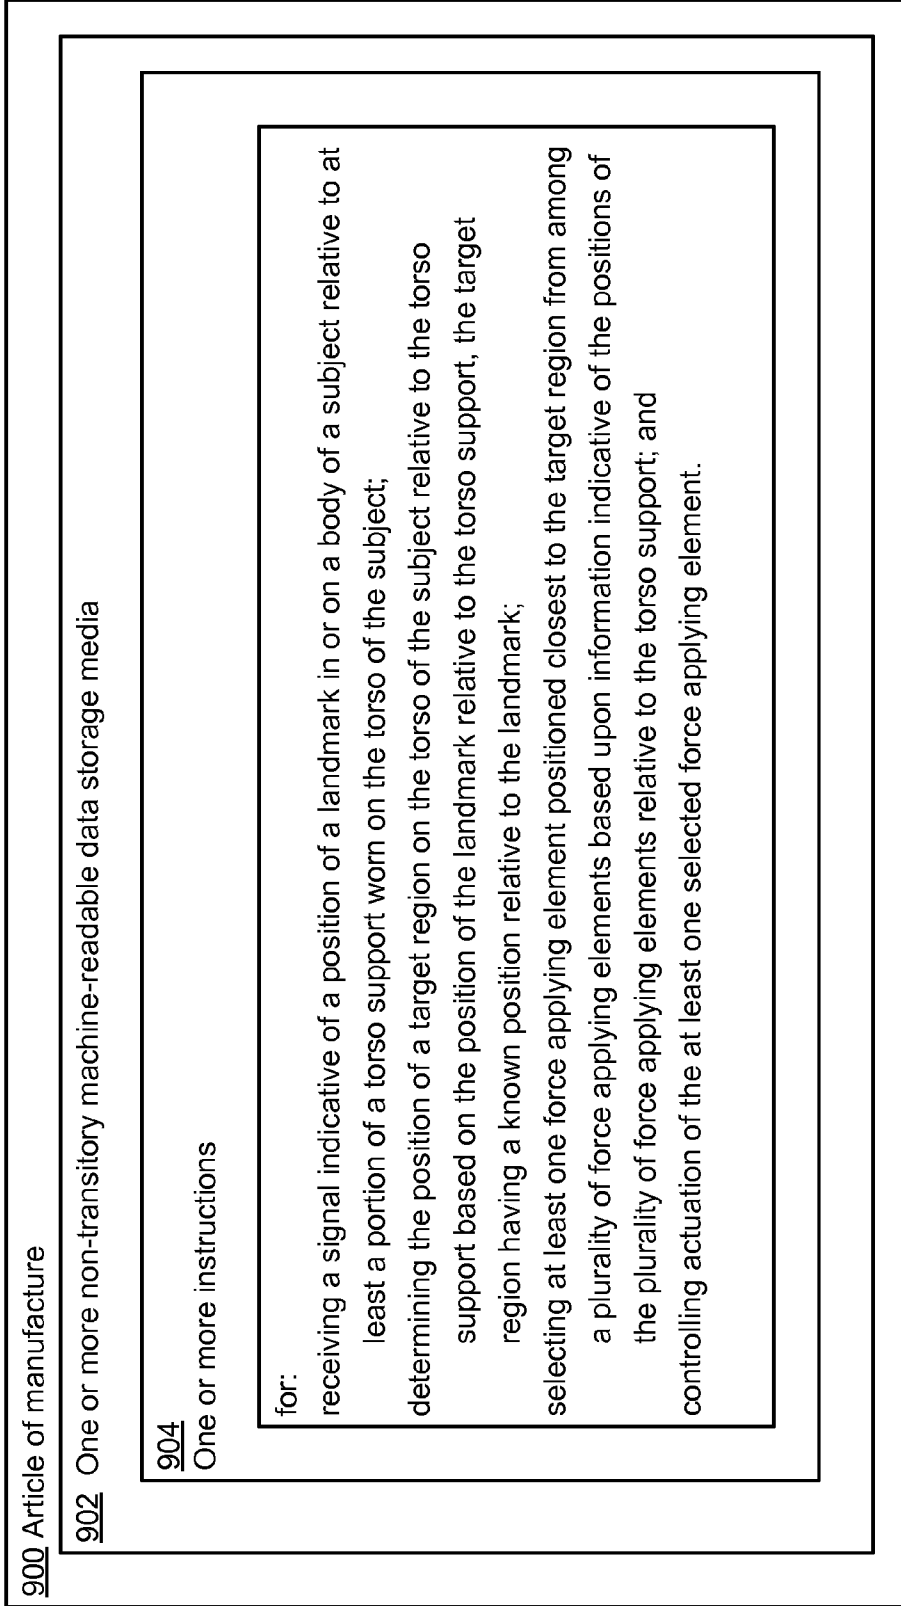 900 Article of manufacture
902 One or more non-transitory machine-readable data storage media
904
One or more instructions
for:
receiving a signal indicative of a position of a landmark in or on a body of a subject relative to at
least a portion of a torso support worn on the torso of the subject;
determining the position of a target region on the torso of the subject relative to the torso
support based on the position of the landmark relative to the torso support, the target
region having a known position relative to the landmark;
selecting at least one force applying element positioned closest to the target region from among
a plurality of force applying elements based upon information indicative of the positions of
the plurality of force applying elements relative to the torso support; and
controlling actuation of the at least one selected force applying element.